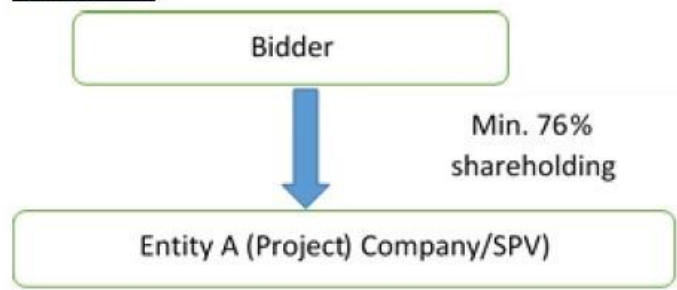 Bidder
Min. 76%
shareholding
Entity A (Project) Company/SPV)